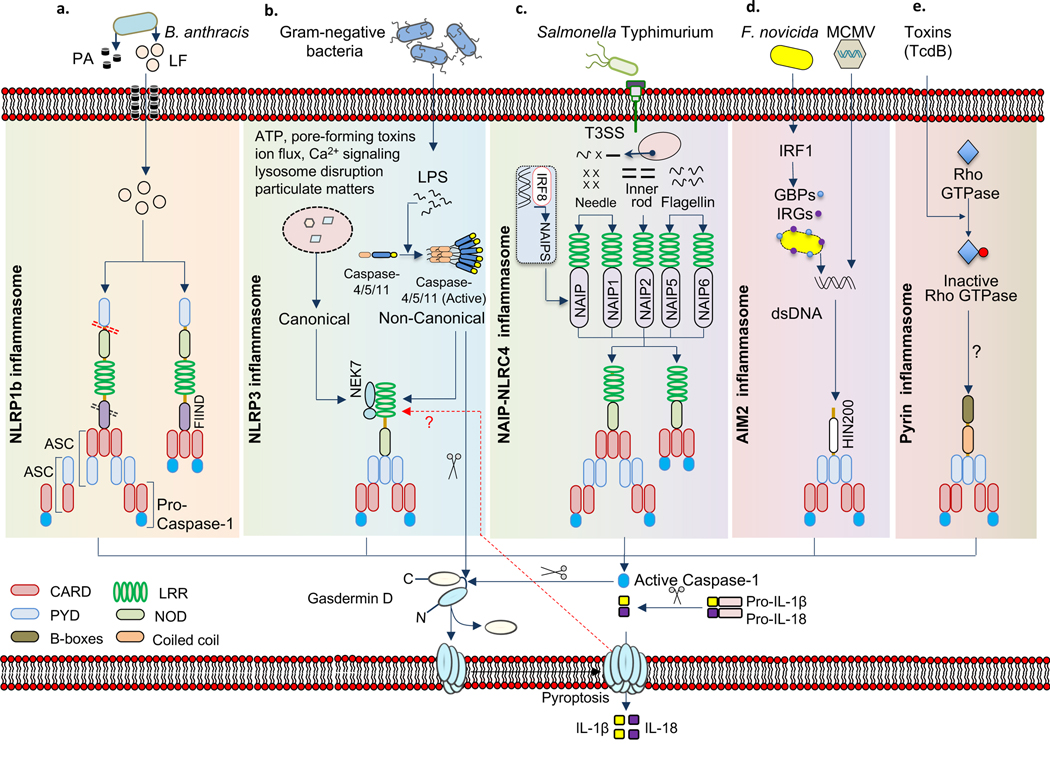 a.
B. anthracis
PA
LF
NLRP1b inflammasome
FIIND
ASC
ASC
Pro-
Caspase-1
b.
Gram-negative
bacteria
ATP, pore-forming toxins
ion flux, Ca2+ signaling
lysosome disruption
particulate matters
LPS
Caspase-
4/5/11
Caspase-
4/5/11 (Active)
Canonical
Non-Canonical
NEK7
?
NLRP3 inflammasome
c.
Salmonella Typhimurium
T3SS
X
X X
X X
Inner
rod
Needle
Flagellin
IRF8
NAIPS
NAIP
NAIP1
NAIP2
NAIP5
NAIP6
NAIP-NLRC4 inflammasome
d.
F. novicida
MCMV
IRF1
GBPs
IRGs
dsDNA
HIN200
AIM2 inflammasome
e.
Toxins
(TcdB)
Rho
GTPase
Inactive
Rho GTPase
?
Pyrin inflammasome
CARD
LRR
PYD
NOD
B-boxes
Coiled coil
C
Gasdermin D
N
Active Caspase-1
Pro-IL-1β
Pro-IL-18
Pyroptosis
IL-1β
IL-18